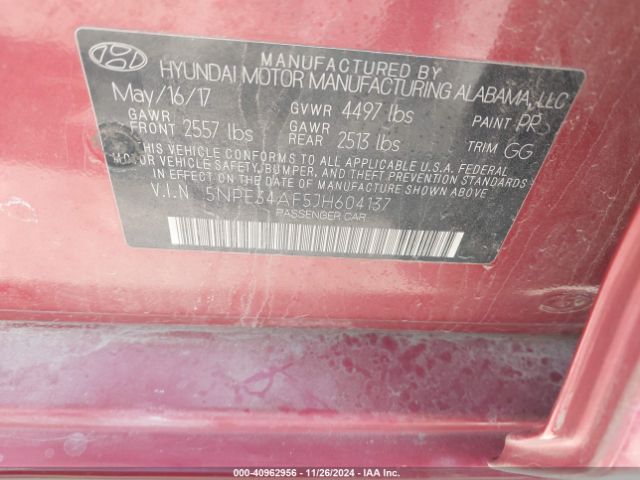 MANUFACTURED BY
HYUNDAI MOTOR MANUFACTURING ALABAMA, LLC
May/16/17
GVWR 4497 lbs
PAINT PR3
GAWR FRONT 2557 lbs
GAWR REAR 2513 lbs
TRIM GG
THIS VEHICLE CONFORMS TO ALL APPLICABLE U.S.A. FEDERAL
MOTOR VEHICLE SAFETY, BUMPER, AND THEFT PREVENTION STANDARDS
IN EFFECT ON THE DATE OF MANUFACTURE SHOWN ABOVE
V.I.N 5NPE34AF5JH604137
PASSENGER CAR
000-40962956 - 11/26/2024 - IAA Inc.